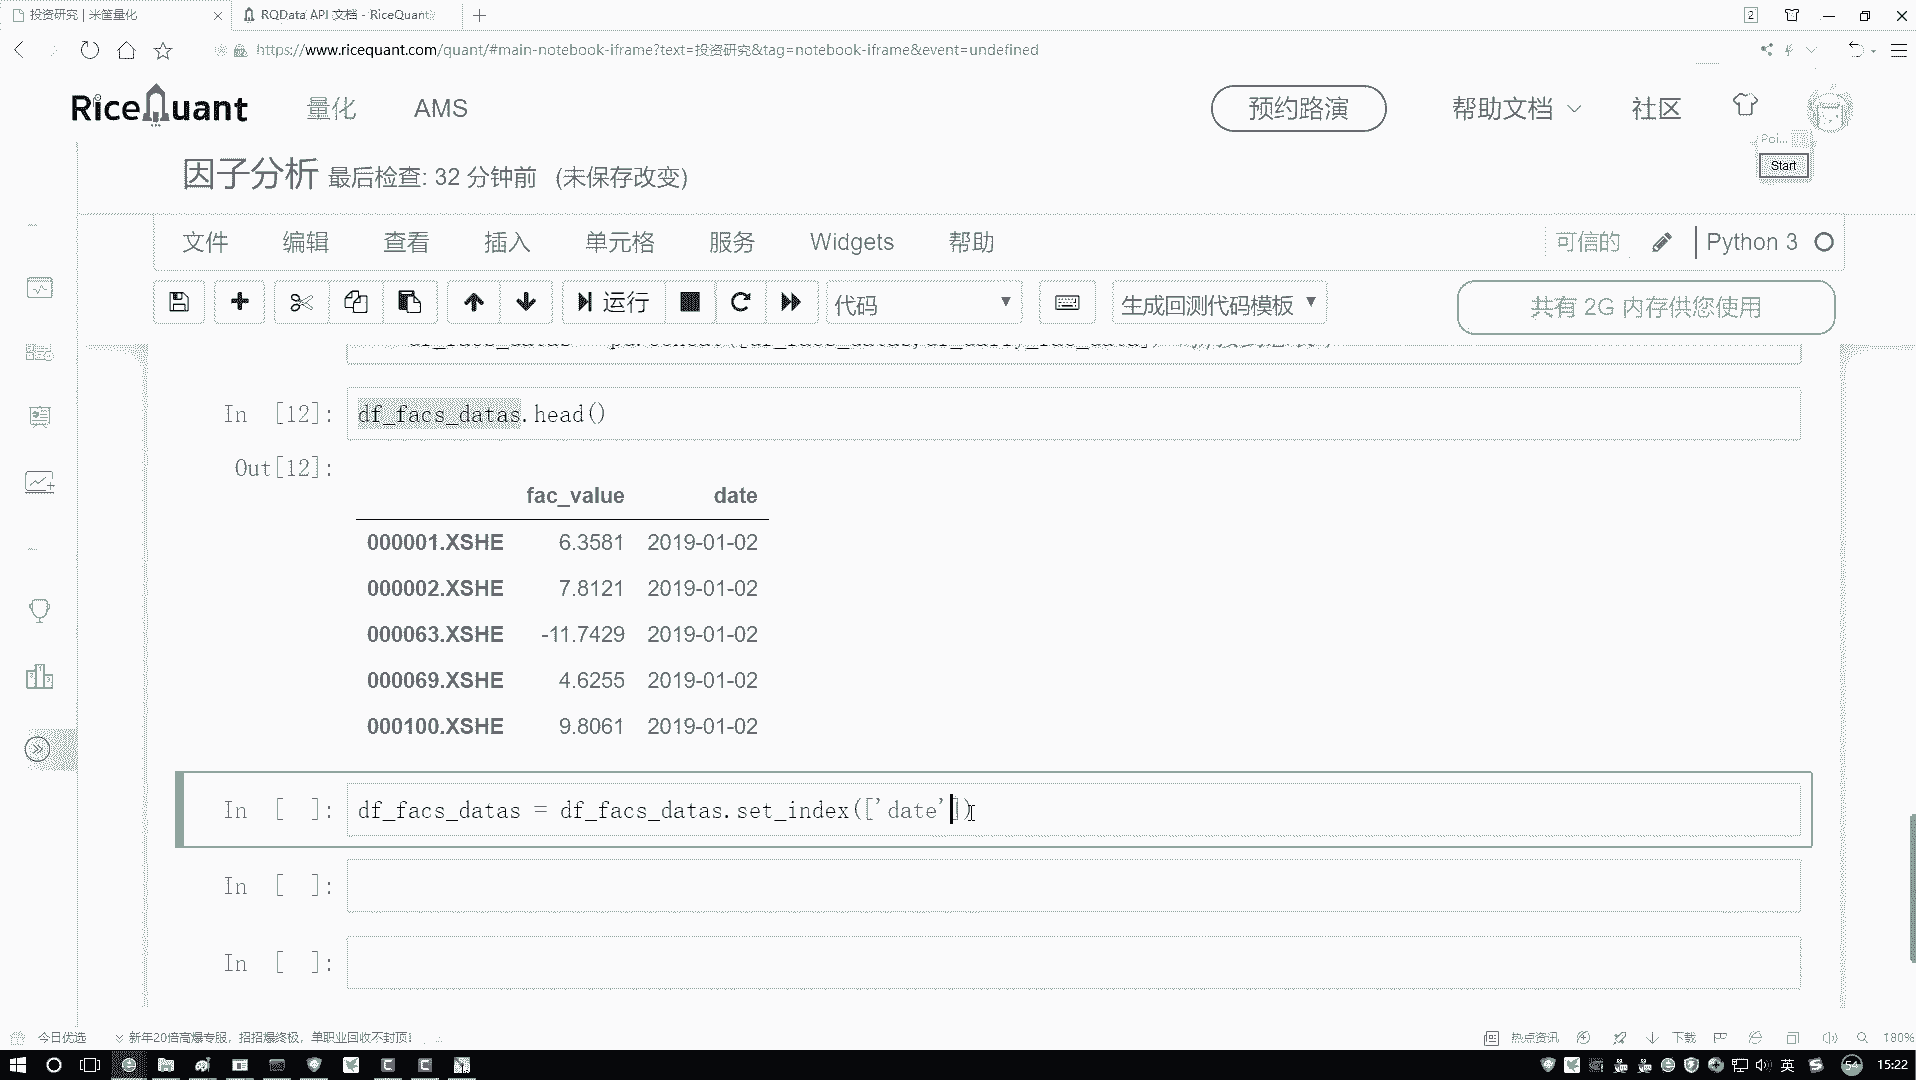 投资研究 | 米筐量化
RQData API 文档 - RiceQuant
2
https://www.ricequant.com/quant/#main-notebook-iframe?text=投资研究&tag=notebook-iframe&event=undefined
RiceQuant
量化
AMS
预约路演
帮助文档
社区
Poi...
Start
因子分析 最后检查: 32 分钟前 (未保存改变)
文件 编辑 查看 插入 单元格 服务 Widgets 帮助
可信的
Python 3
运行
代码
生成回测代码模板
共有 2G 内存供您使用
In [12]: df_facs_datas.head()
Out[12]:
fac_value date
000001.XSHE 6.3581 2019-01-02
000002.XSHE 7.8121 2019-01-02
000063.XSHE -11.7429 2019-01-02
000069.XSHE 4.6255 2019-01-02
000100.XSHE 9.8061 2019-01-02
In [ ]: df_facs_datas = df_facs_datas.set_index(['date'])
In [ ]:
In [ ]:
今日优选
新年20倍高爆专服，招招爆终极，单职业回收不封顶!
热点资讯
下载
180%
英
54
15:22